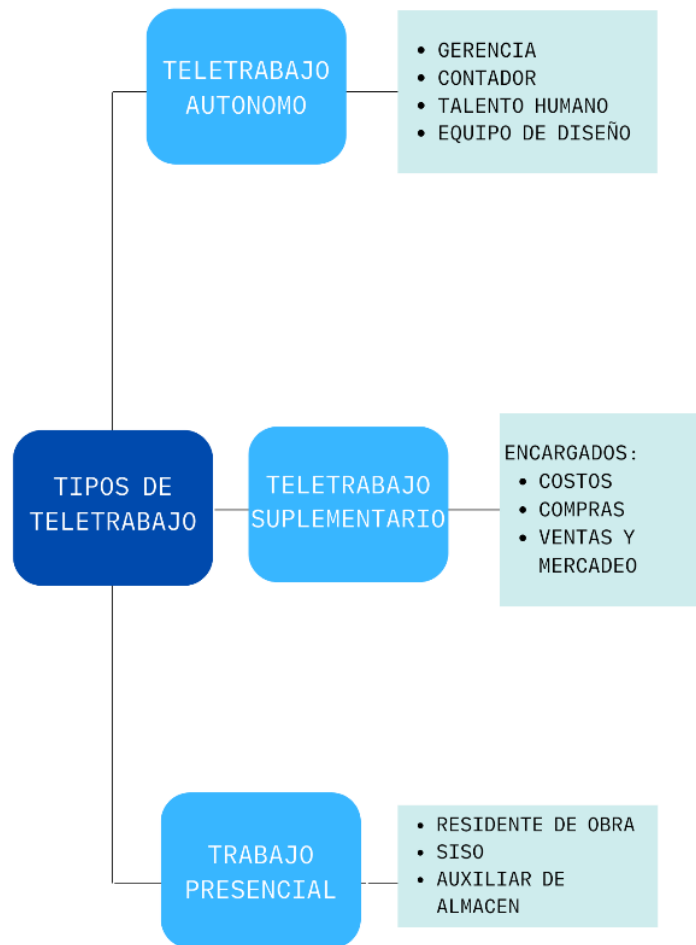 TELETRABAJO
AUTONOMO
• GERENCIA
• CONTADOR
• TALENTO HUMANO
• EQUIPO DE DISEÑO
TIPOS DE
TELETRABAJO
TELETRABAJO
SUPLEMENTARIO
ENCARGADOS:
• COSTOS
• COMPRAS
• VENTAS Y
MERCADEO
TRABAJO
PRESENCIAL
• RESIDENTE DE OBRA
• SISO
• AUXILIAR DE
ALMACEN